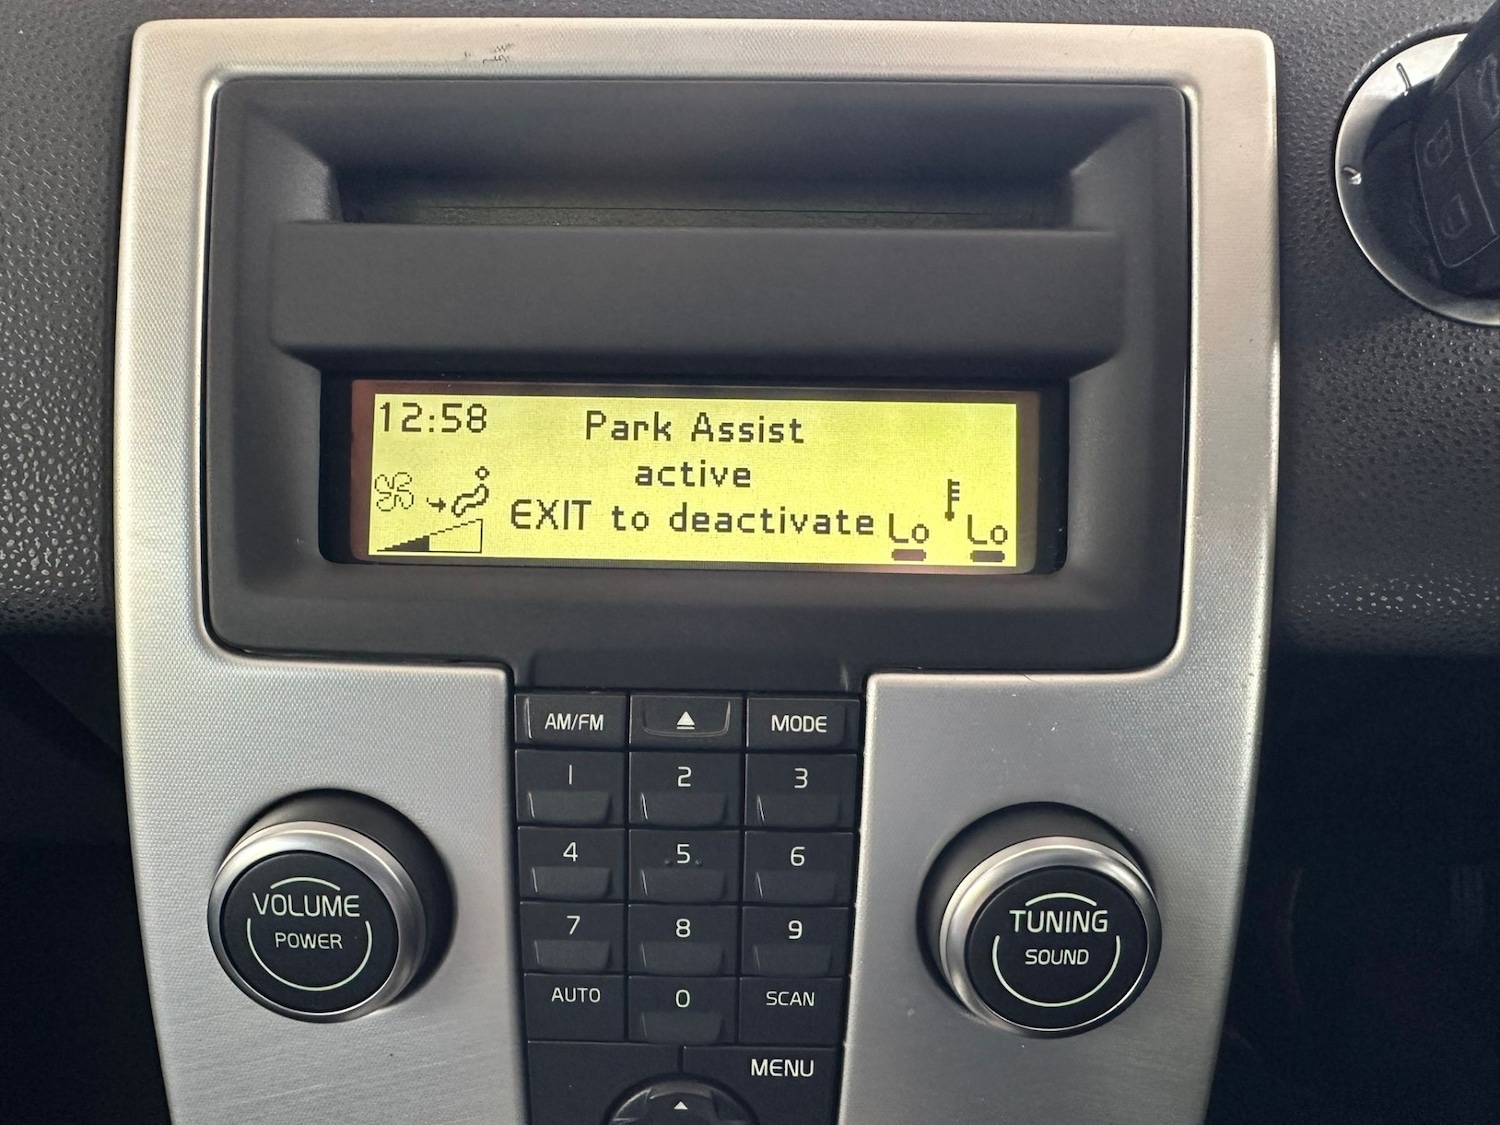 12:58
Park Assist
active
EXIT to deactivate
Lo
Lo
AM/FM
MODE
1
2
3
4
5
6
7
8
9
AUTO
0
SCAN
MENU
VOLUME
POWER
TUNING
SOUND